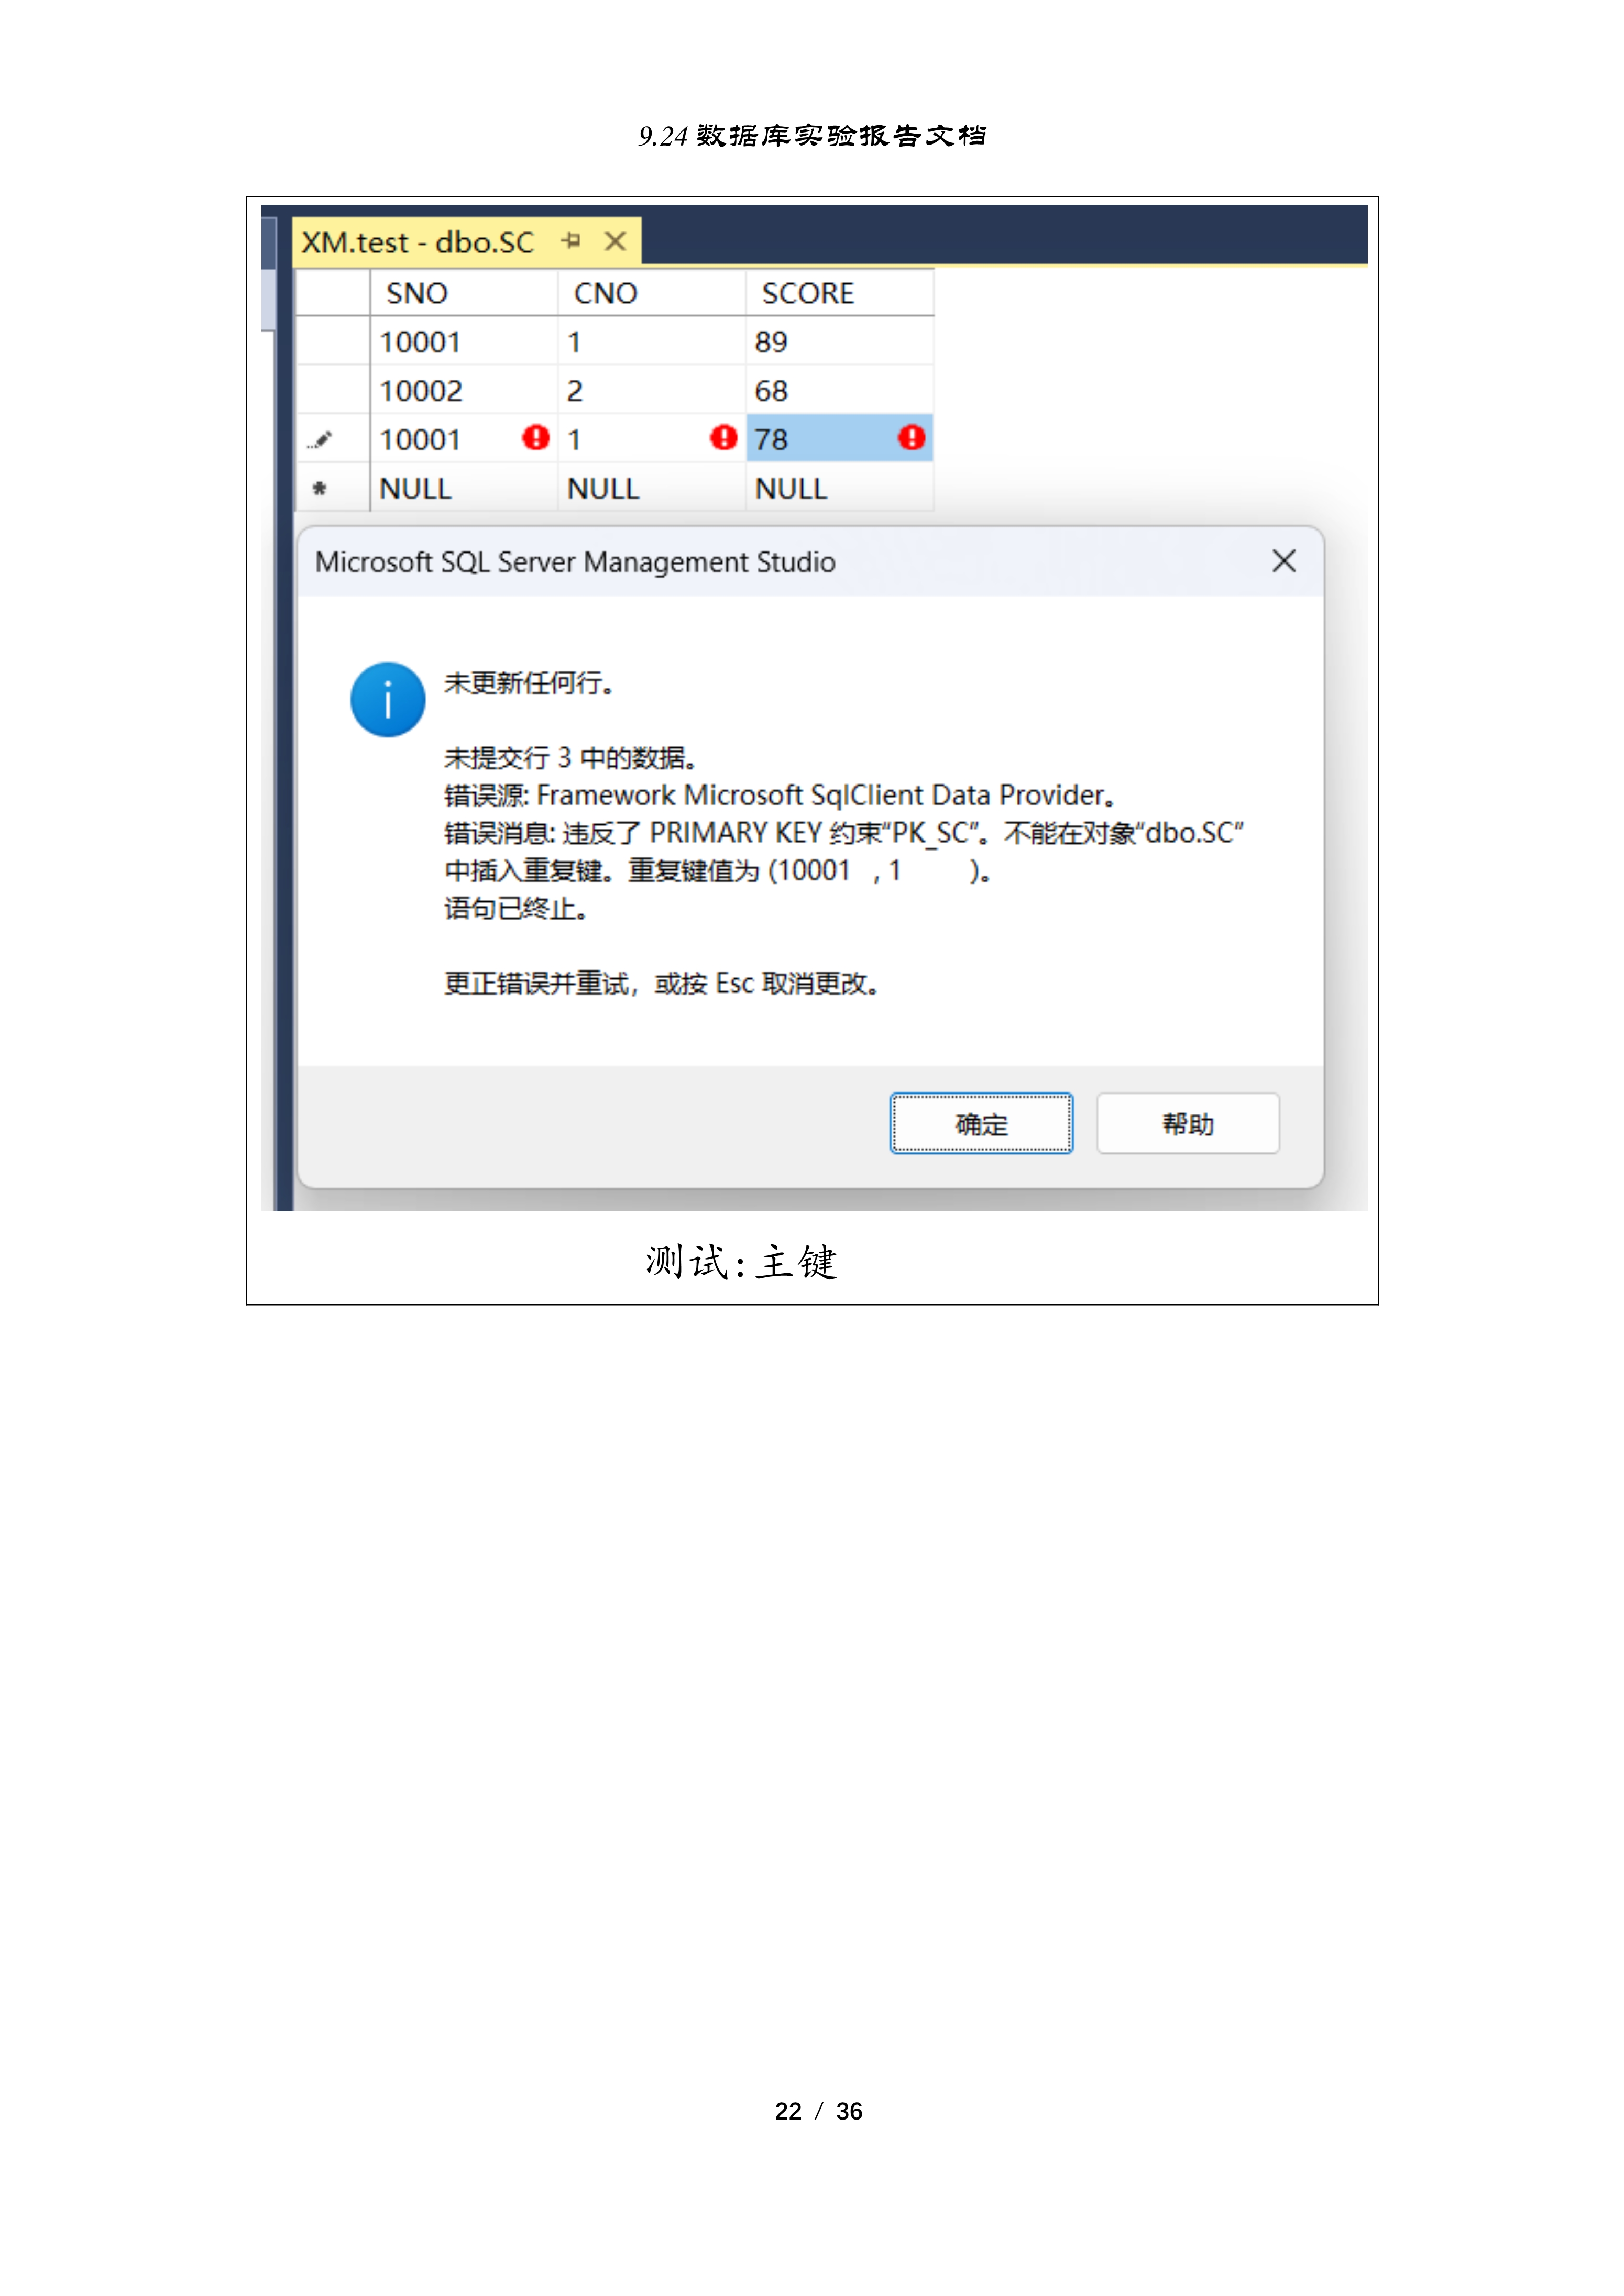 9.24 数据库实验报告文档
XM.test - dbo.SC
SNO CNO SCORE
10001 1 89
10002 2 68
10001 1 78
* NULL NULL NULL
Microsoft SQL Server Management Studio
未更新任何行。
未提交行 3 中的数据。
错误源: Framework Microsoft SqlClient Data Provider。
错误消息: 违反了 PRIMARY KEY 约束“PK_SC”。不能在对象“dbo.SC”
中插入重复键。重复键值为 (10001   , 1         )。
语句已终止。
更正错误并重试，或按 Esc 取消更改。
确定 帮助
测试:主键
22 / 36